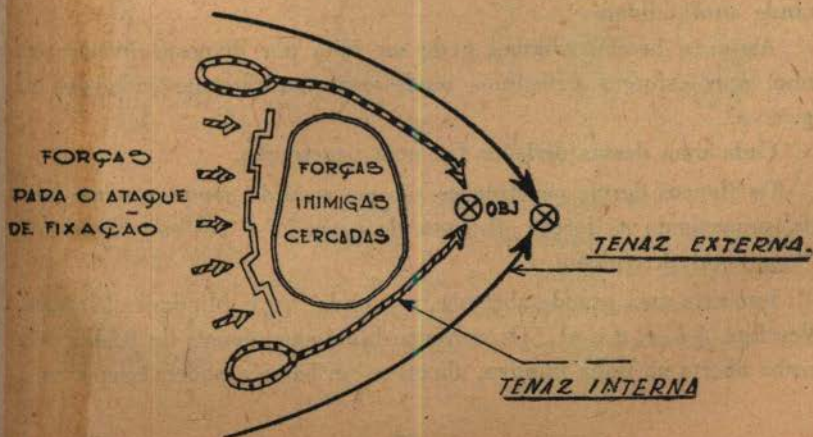 FORÇAS
PARA O ATAQUE
DE FIXAÇÃO
FORÇAS
INIMIGAS
CERCADAS
OBJ
TENAZ EXTERNA.
TENAZ INTERNA